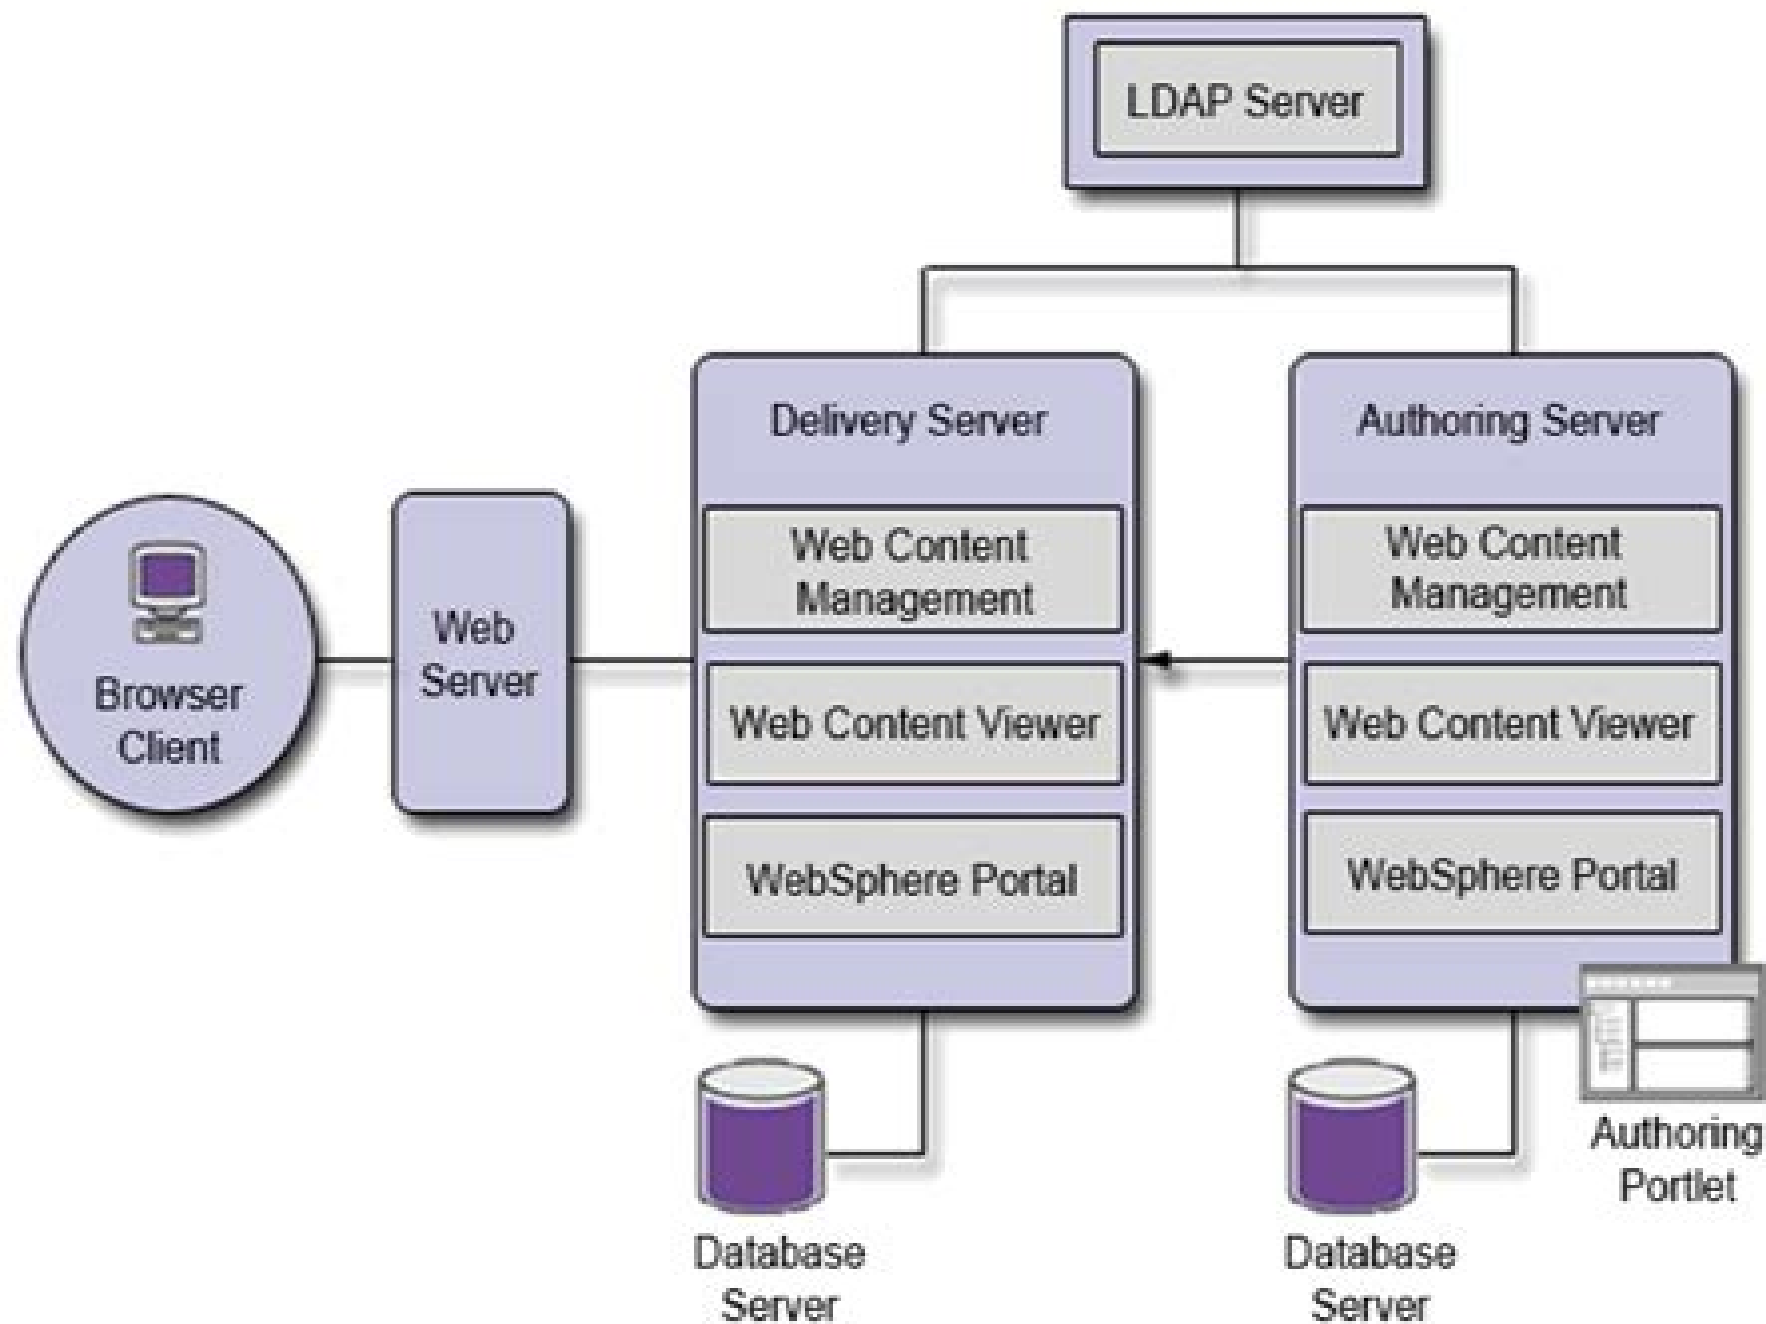 LDAP Server
Delivery Server
Web Content
Management
Web Content Viewer
WebSphere Portal
Authoring Server
Web Content
Management
Web Content Viewer
WebSphere Portal
Browser
Client
Web
Server
Database
Server
Database
Server
Authoring
Portlet